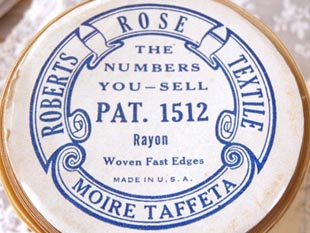 ROBERTS ROSE TEXTILE
THE
NUMBERS
YOU—SELL
PAT. 1512
Rayon
Woven Fast Edges
MADE IN U.S.A.
MOIRE TAFFETA